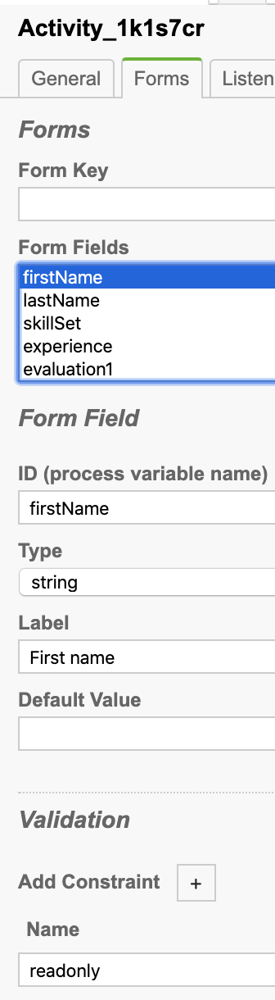 Activity_1k1s7cr
General Forms Listen
Forms
Form Key
Form Fields
firstName
lastName
skillSet
experience
evaluation1
Form Field
ID (process variable name)
firstName
Type
string
Label
First name
Default Value
Validation
Add Constraint +
Name
readonly